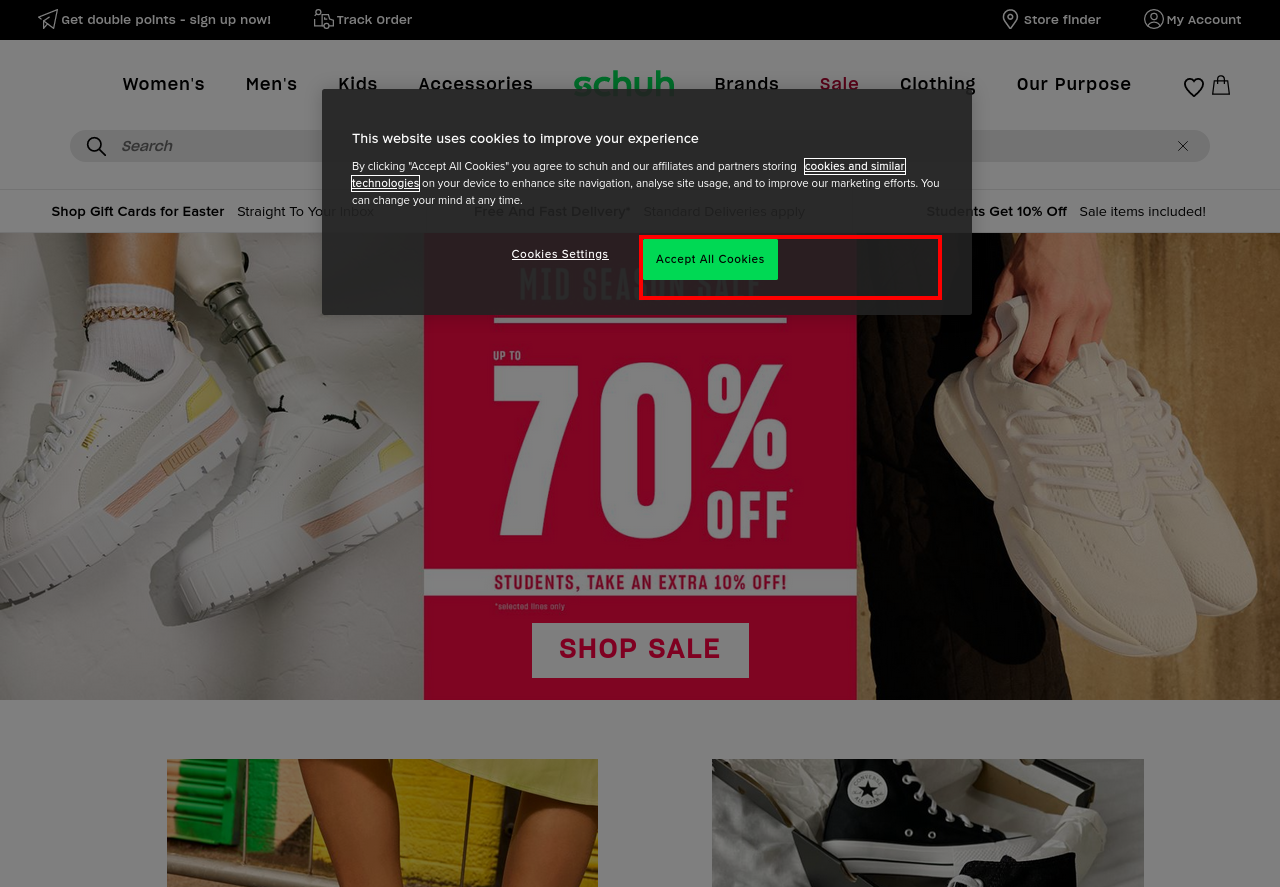 Get double points - sign up now!
Track Order
Store finder
My Account
Women's
Men's
Kids
Accessories
schuh
Brands
Sale
Clothing
Our Purpose
Search
This website uses cookies to improve your experience
By clicking "Accept All Cookies" you agree to schuh and our affiliates and partners storing cookies and similar
technologies on your device to enhance site navigation, analyse site usage, and to improve our marketing efforts. You
can change your mind at any time.
Shop Gift Cards for Easter Straight To Your Inbox
Free And Fast Delivery* Standard Deliveries apply
Students Get 10% Off Sale items included!
Cookies Settings
Accept All Cookies
MID SEASON SALE
UP TO
70%
OFF*
STUDENTS, TAKE AN EXTRA 10% OFF!
*selected lines only
SHOP SALE
CONVERSE
ALL STAR